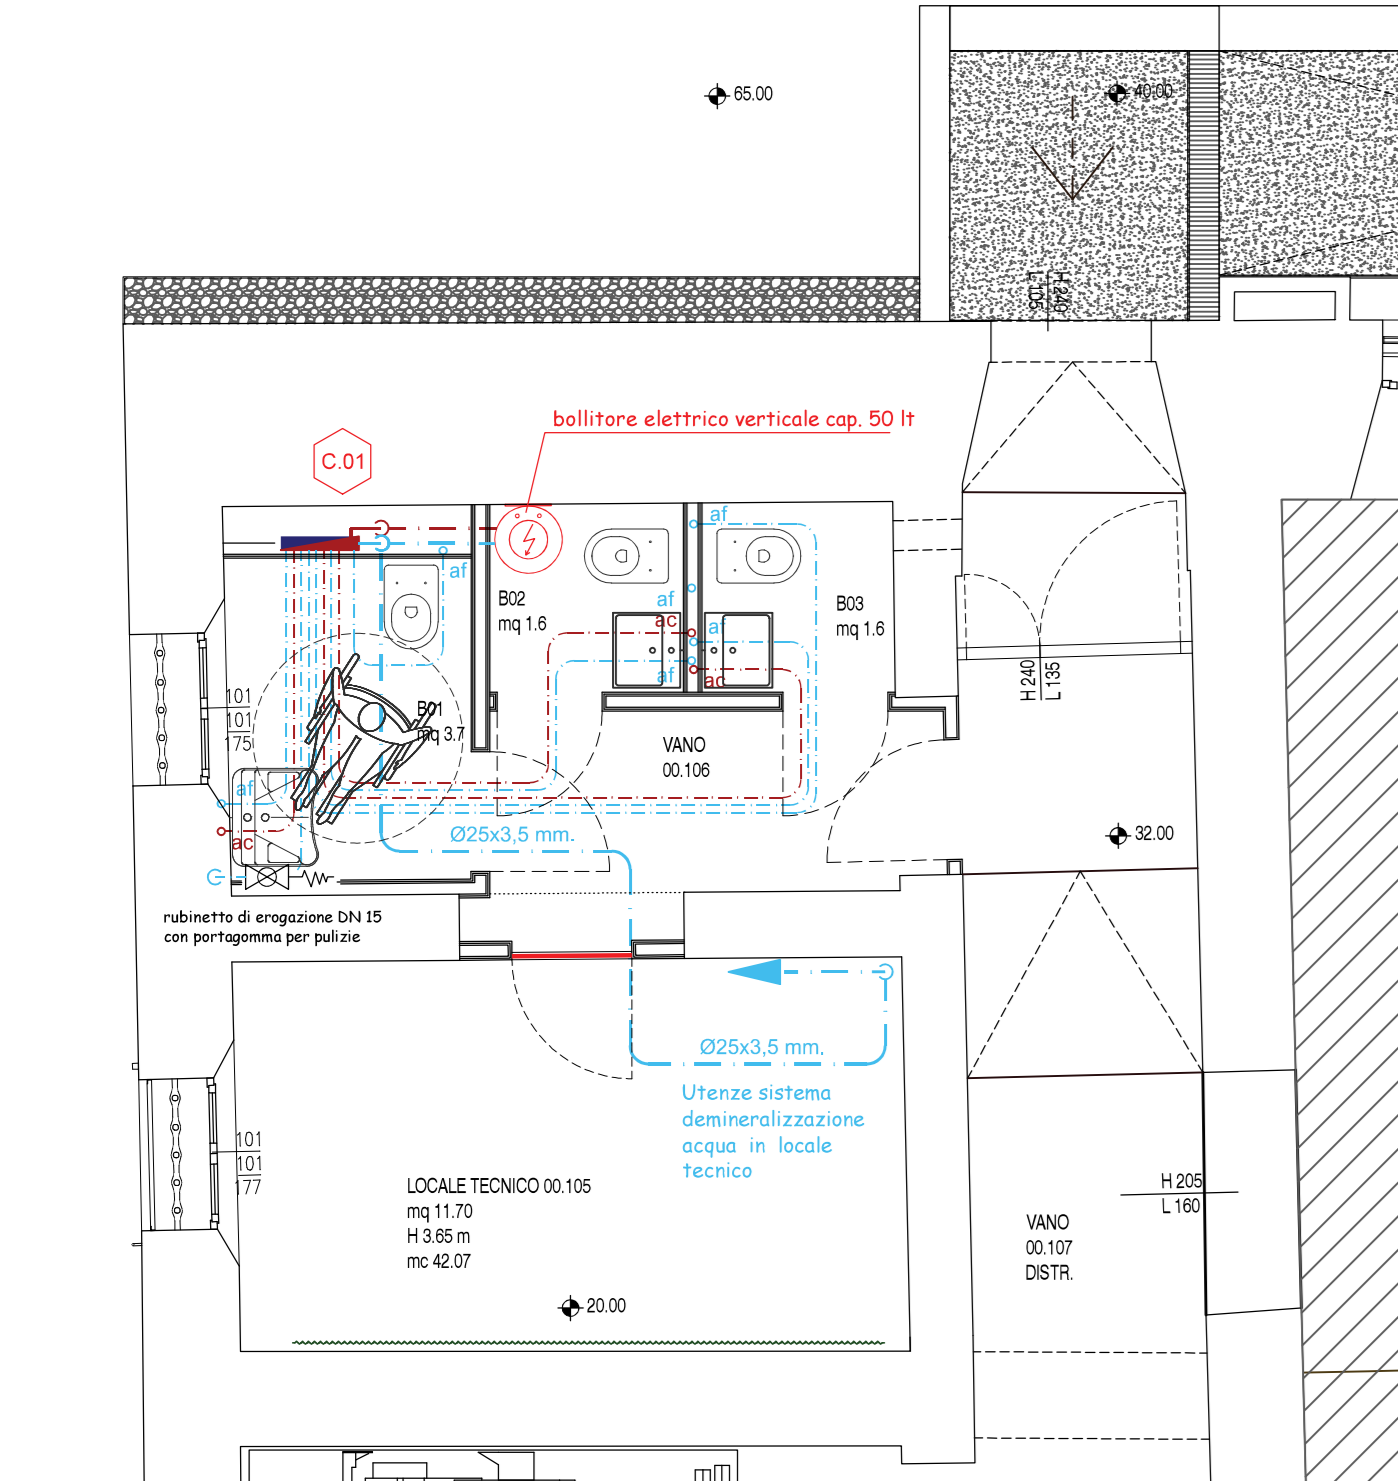 65.00
40.00
H 240
L 105
bollitore elettrico verticale cap. 50 lt
C.01
af
af
B02
mq 1.6
af
ac
af
B03
mq 1.6
af
ac
H 240
L 135
101
101
175
B01
mq 3.7
VANO
00.106
af
ac
Ø25x3,5 mm.
32.00
rubinetto di erogazione DN 15
con portagomma per pulizie
Ø25x3,5 mm.
Utenze sistema
demineralizzazione
acqua in locale
tecnico
101
101
177
LOCALE TECNICO 00.105
mq 11.70
H 3.65 m
mc 42.07
H 205
L 160
VANO
00.107
DISTR.
20.00